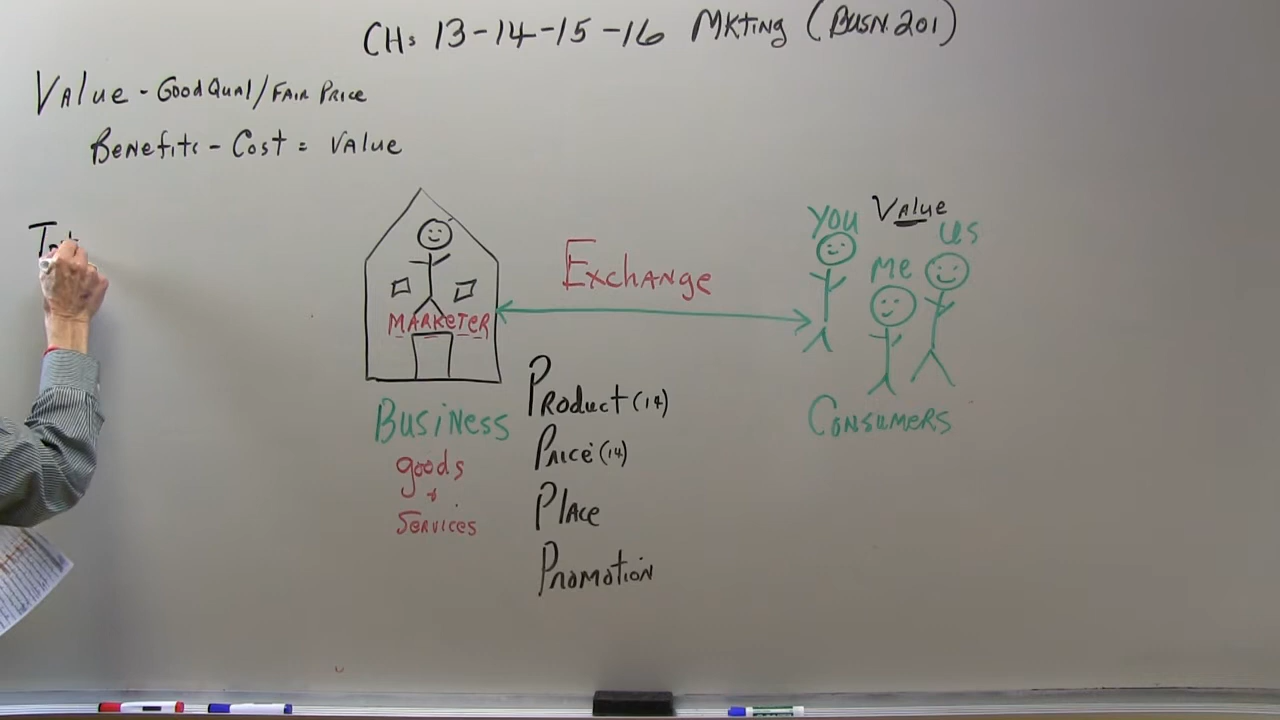 CH: 13-14-15-16 MKting (BUSN.201)
Value - Good Qual/Fair Price
Benefits - Cost = Value
You Value US
Me
Exchange
MARKETER
Product (14)
Business
Consumers
Price (14)
goods
+
Services
Place
Promotion